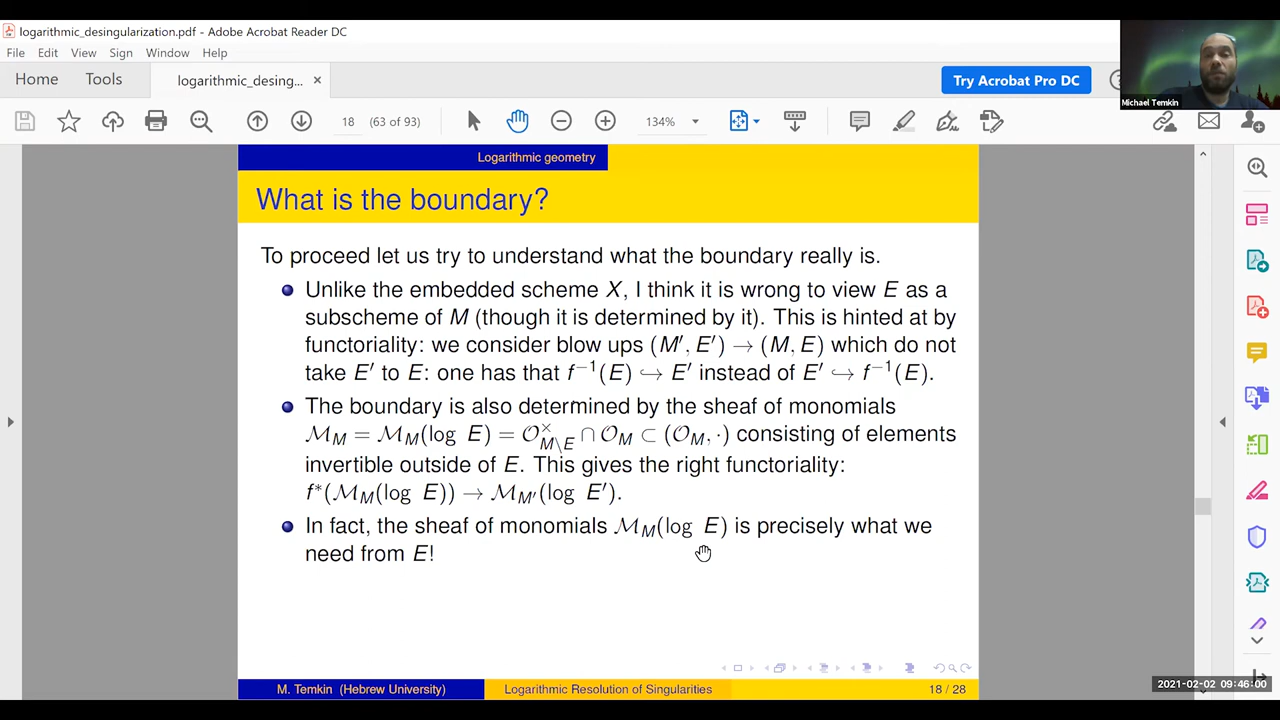 logarithmic_desingularization.pdf - Adobe Acrobat Reader DC
File Edit View Sign Window Help
Home Tools logarithmic_desing... × Try Acrobat Pro DC
Michael Temkin
18 (63 of 93) 134%
Logarithmic geometry
What is the boundary?
To proceed let us try to understand what the boundary really is.
Unlike the embedded scheme X, I think it is wrong to view E as a
subscheme of M (though it is determined by it). This is hinted at by
functoriality: we consider blow ups (M′, E′) → (M, E) which do not
take E′ to E: one has that f⁻¹(E) ↪ E′ instead of E′ ↪ f⁻¹(E).
The boundary is also determined by the sheaf of monomials
ℳ_M = ℳ_M(log E) = 𝒪^×_{M\E} ∩ 𝒪_M ⊂ (𝒪_M, ·) consisting of elements
invertible outside of E. This gives the right functoriality:
f*(ℳ_M(log E)) → ℳ_{M′}(log E′).
In fact, the sheaf of monomials ℳ_M(log E) is precisely what we
need from E!
M. Temkin (Hebrew University) Logarithmic Resolution of Singularities 18 / 28
2021-02-02 09:46:00